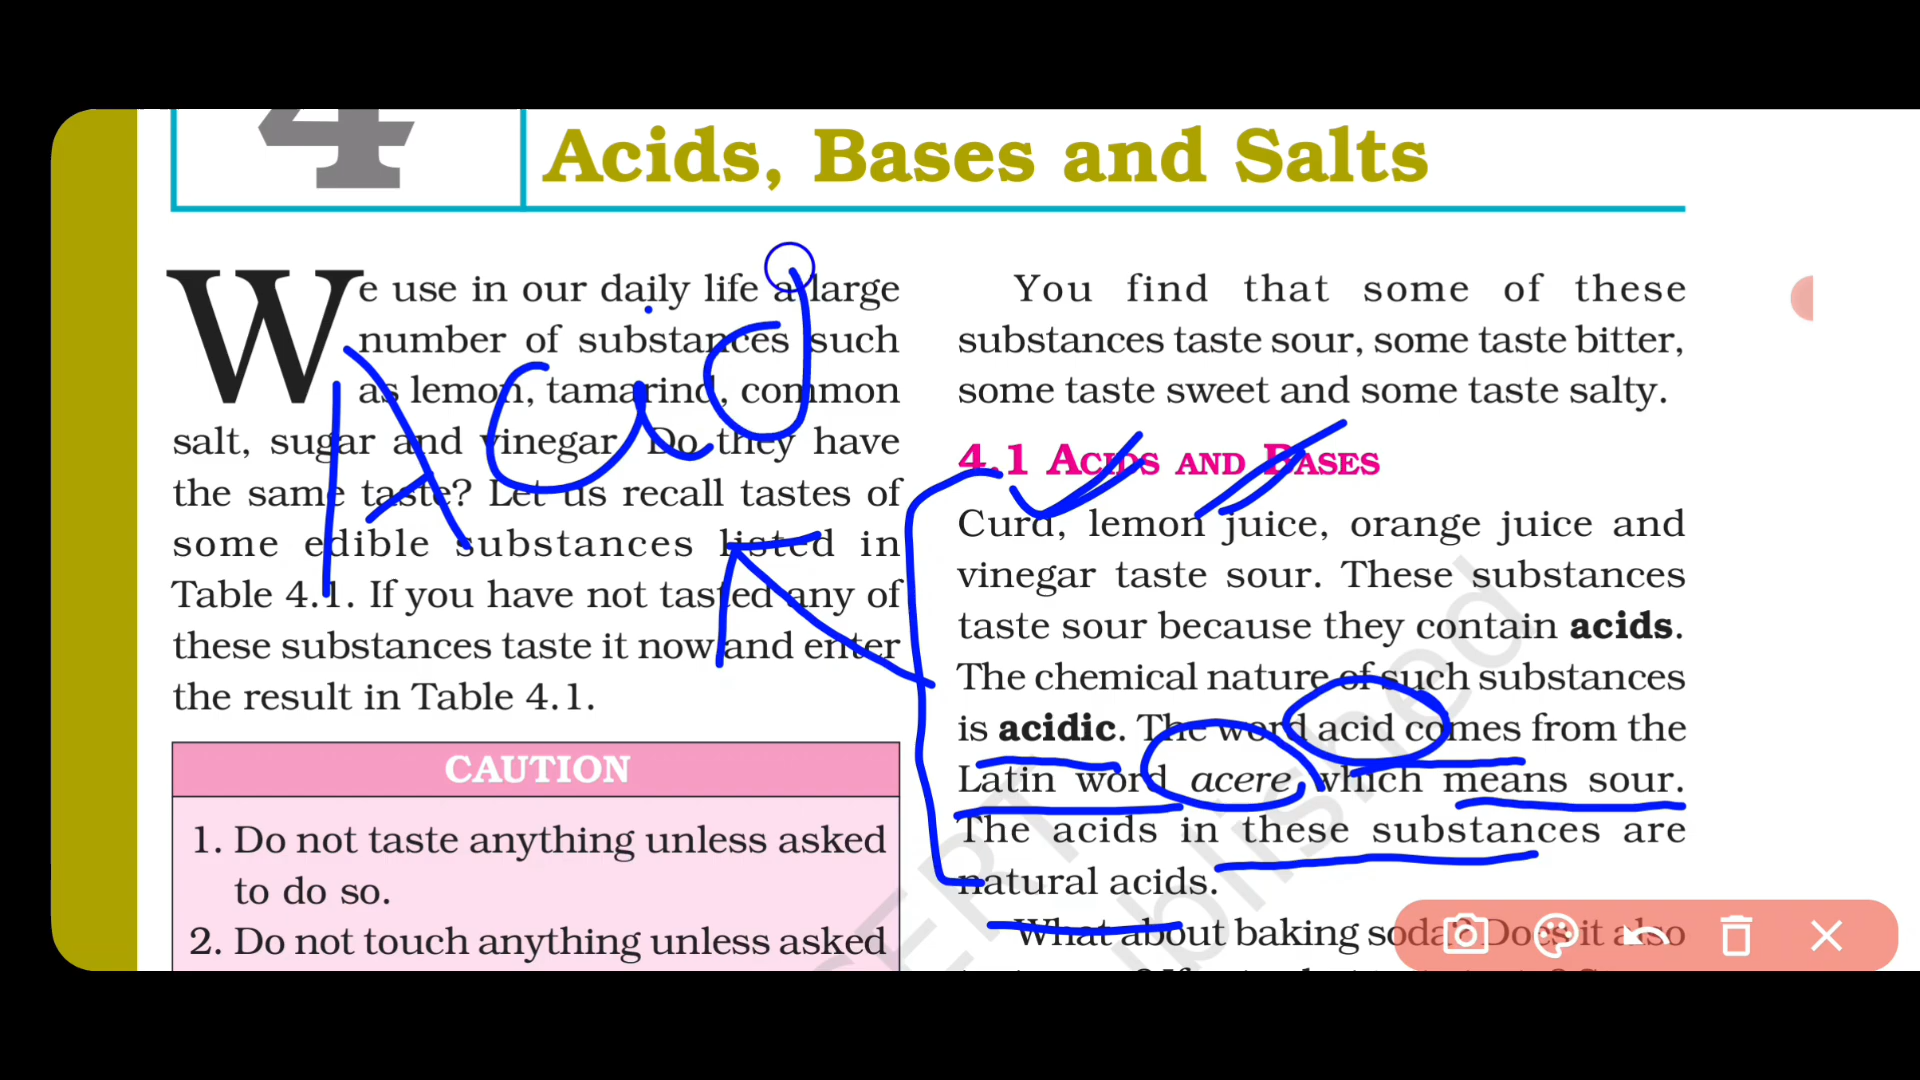 4
Acids, Bases and Salts
We use in our daily life a large
number of substances such
as lemon, tamarind, common
salt, sugar and vinegar. Do they have
the same taste? Let us recall tastes of
some edible substances listed in
Table 4.1. If you have not tasted any of
these substances taste it now and enter
the result in Table 4.1.
Acid
CAUTION
1. Do not taste anything unless asked
to do so.
2. Do not touch anything unless asked
You find that some of these
substances taste sour, some taste bitter,
some taste sweet and some taste salty.
4.1 ACIDS AND BASES
Curd, lemon juice, orange juice and
vinegar taste sour. These substances
taste sour because they contain acids.
The chemical nature of such substances
is acidic. The word acid comes from the
Latin word acere which means sour.
The acids in these substances are
natural acids.
What about baking soda? Does it also